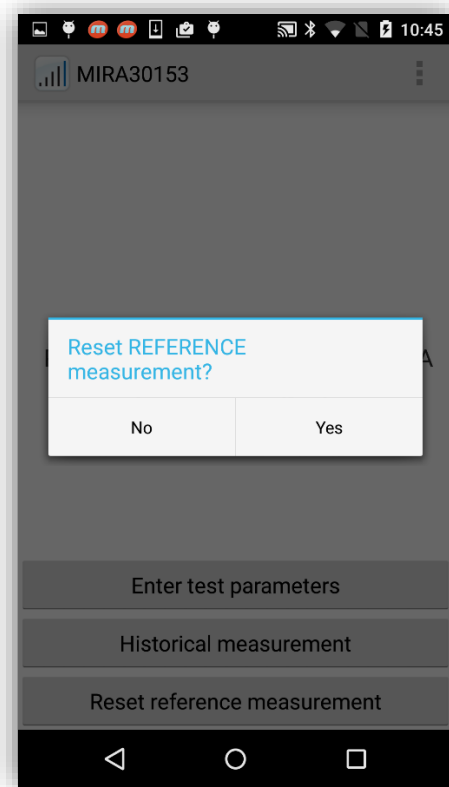 10:45
MIRA30153
Reset REFERENCE
measurement?
No Yes
Enter test parameters
Historical measurement
Reset reference measurement